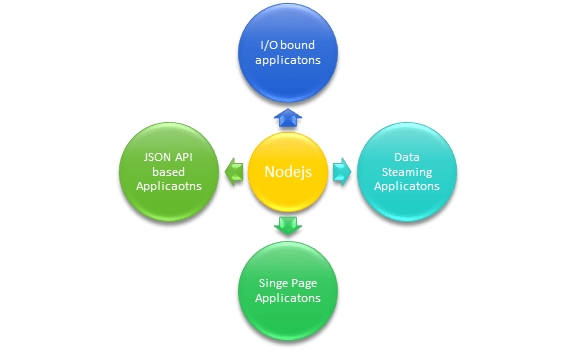 I/O bound
applicatons
JSON API
based
Applicaotns
Nodejs
Data
Steaming
Applicatons
Singe Page
Applicatons